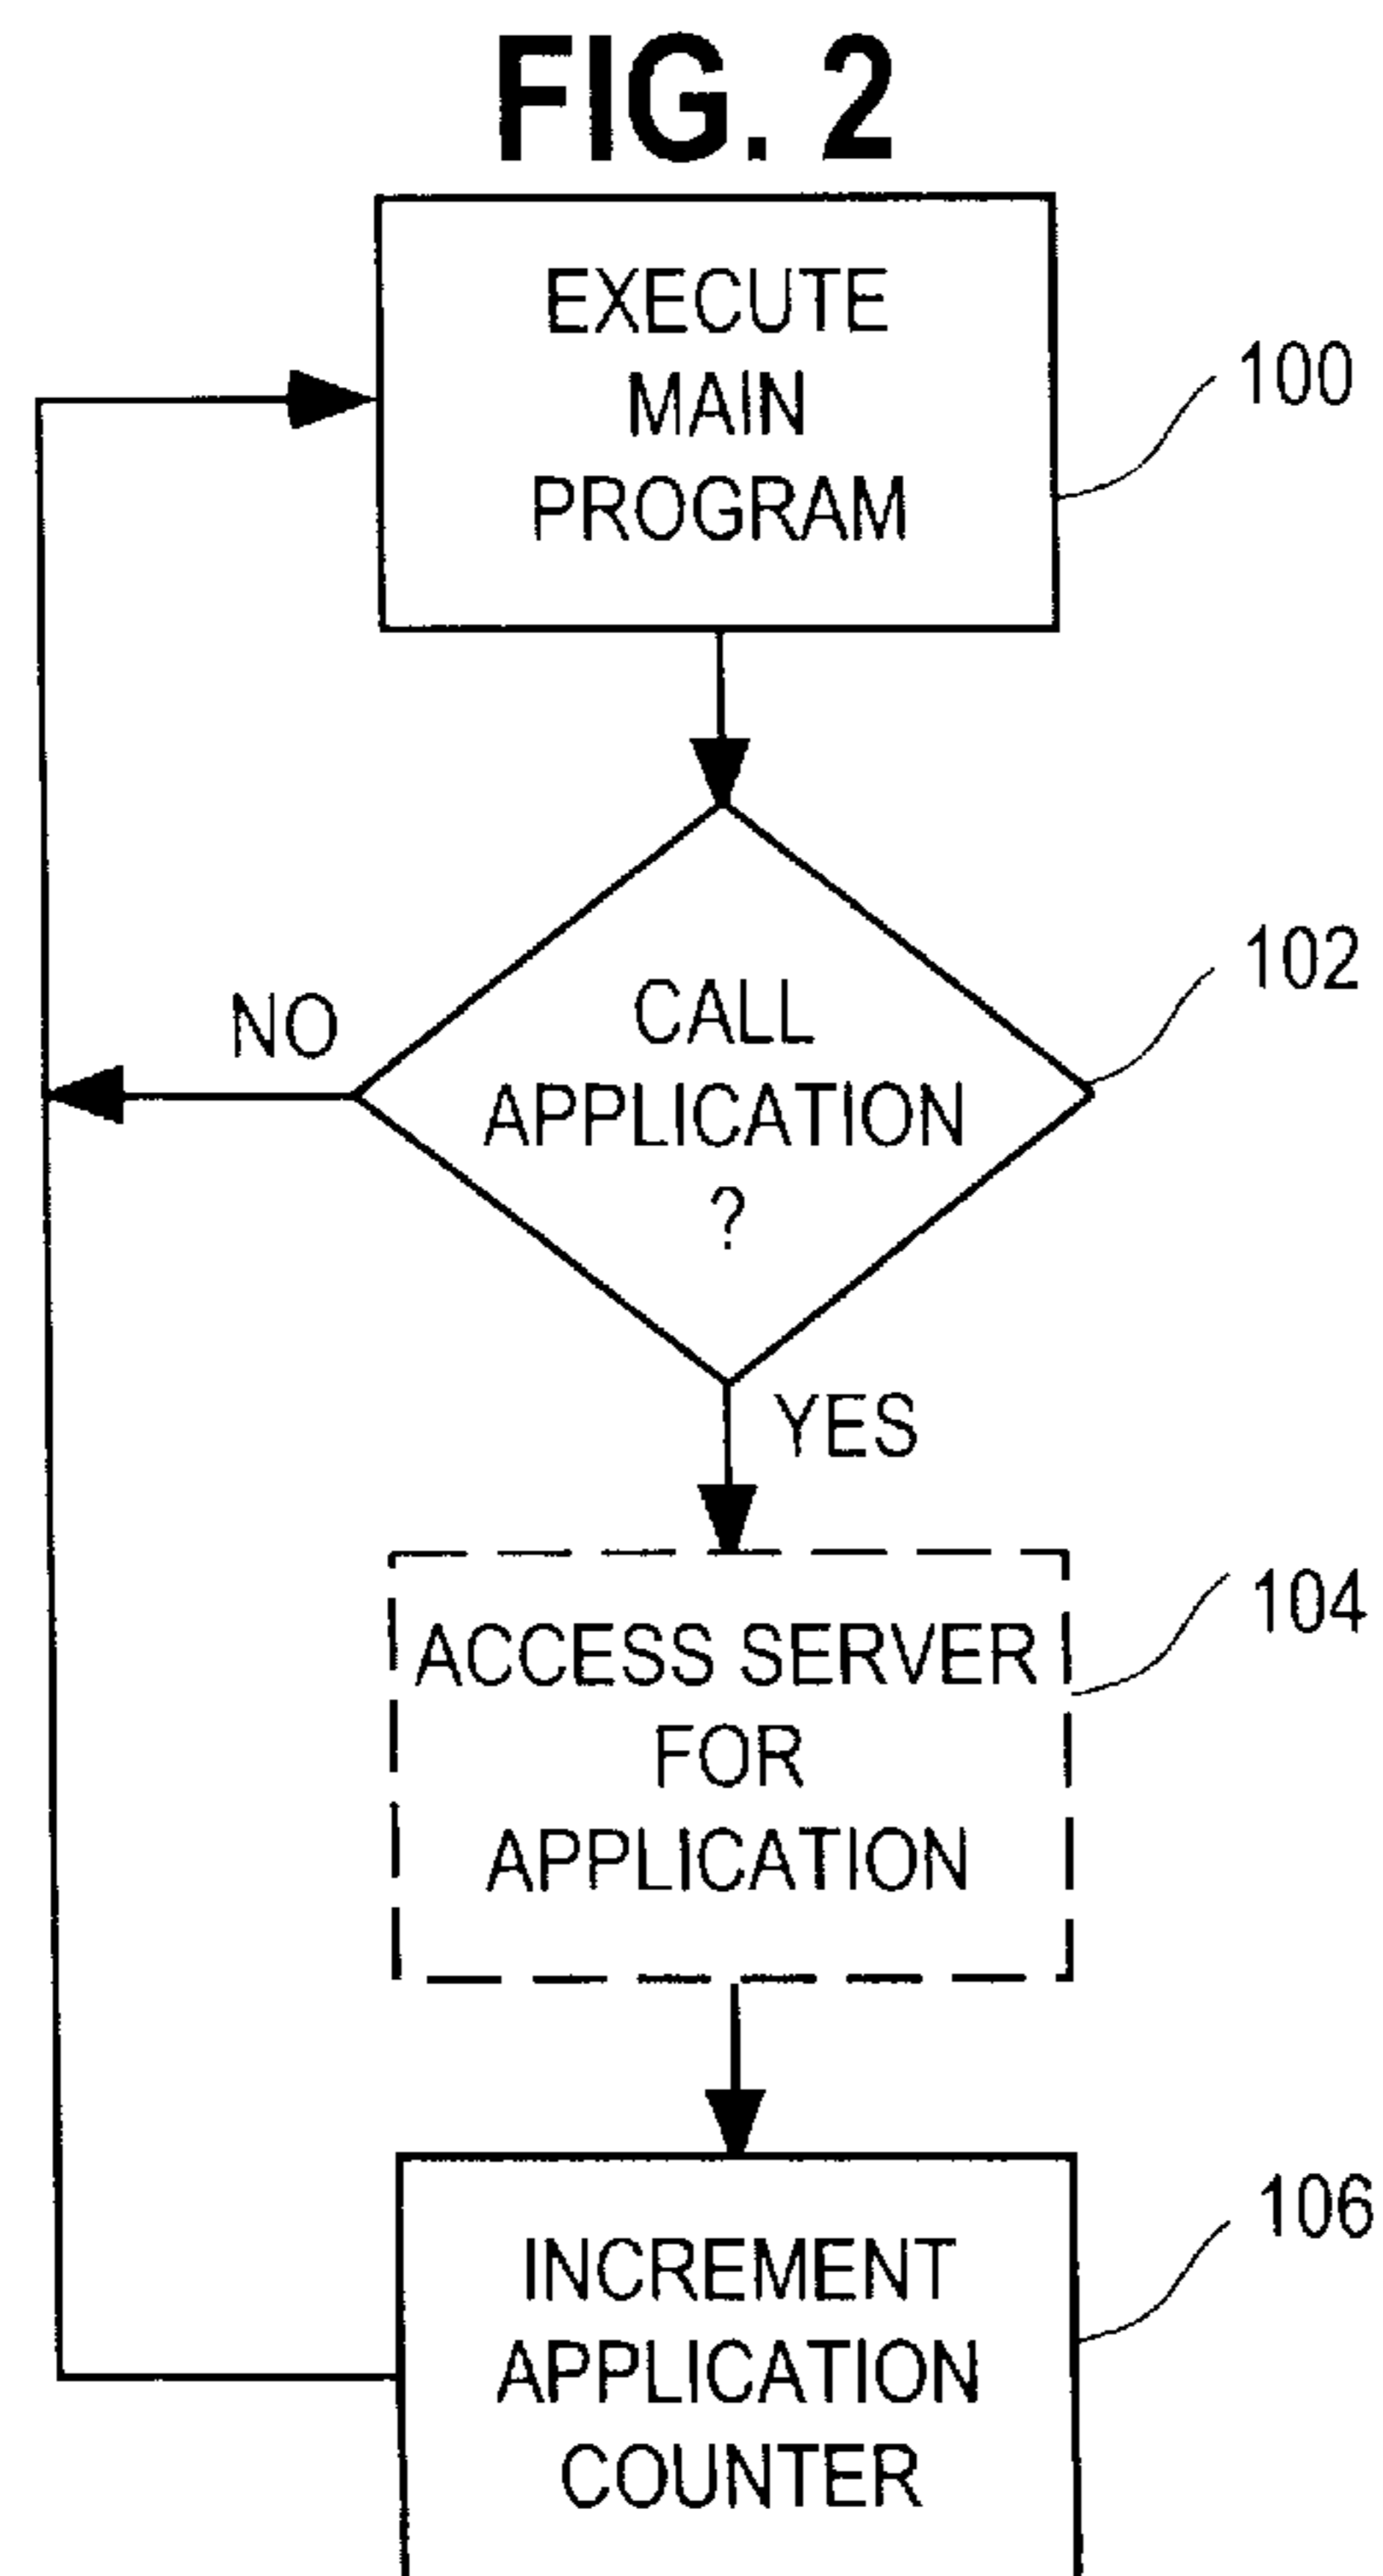 FIG. 2
EXECUTE
MAIN
PROGRAM
100
CALL
APPLICATION
?
102
NO
YES
ACCESS SERVER
FOR
APPLICATION
104
INCREMENT
APPLICATION
COUNTER
106